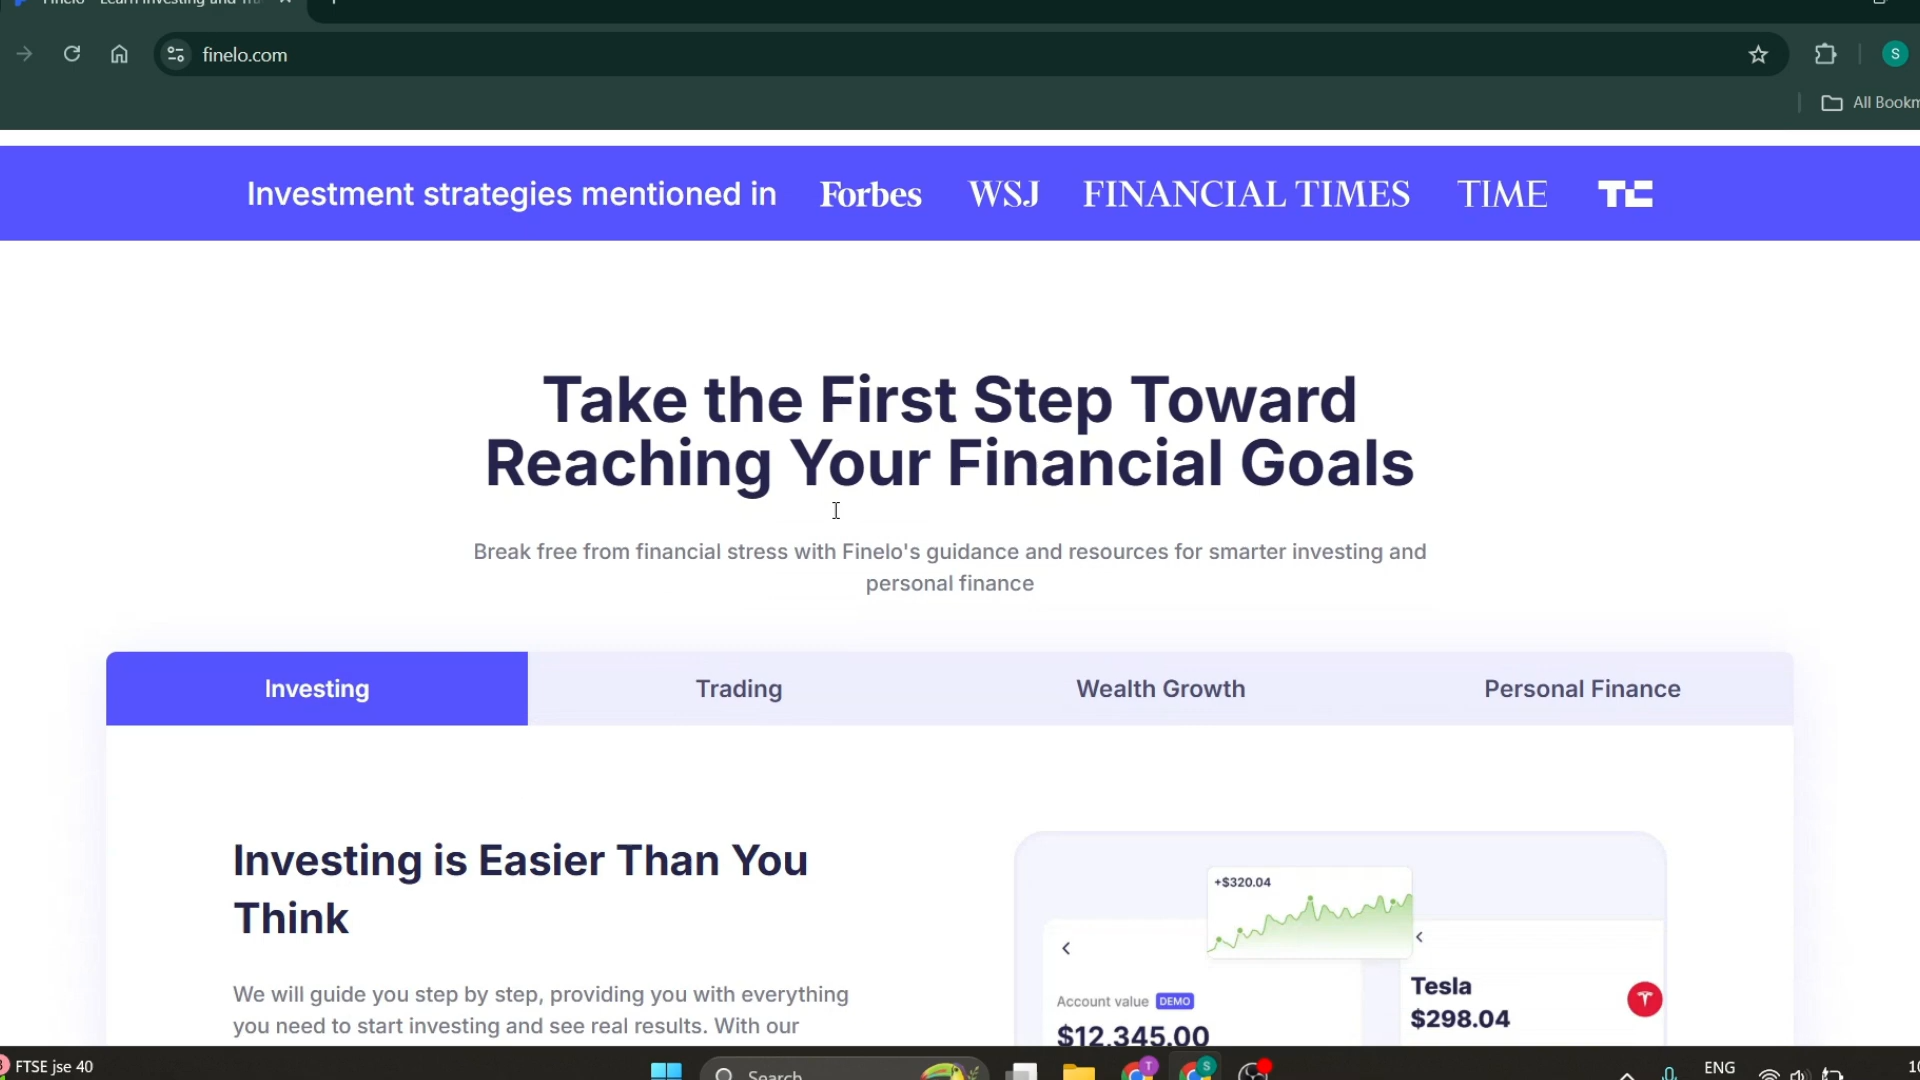 finelo.com
S
All Bookm
Investment strategies mentioned in Forbes WSJ FINANCIAL TIMES TIME TC
Take the First Step Toward
Reaching Your Financial Goals
Break free from financial stress with Finelo's guidance and resources for smarter investing and
personal finance
Investing Trading Wealth Growth Personal Finance
Investing is Easier Than You
Think
We will guide you step by step, providing you with everything
you need to start investing and see real results. With our
+$320.04
Account value DEMO
$12,345.00
Tesla
$298.04
FTSE jse 40
Search
T
S
ENG